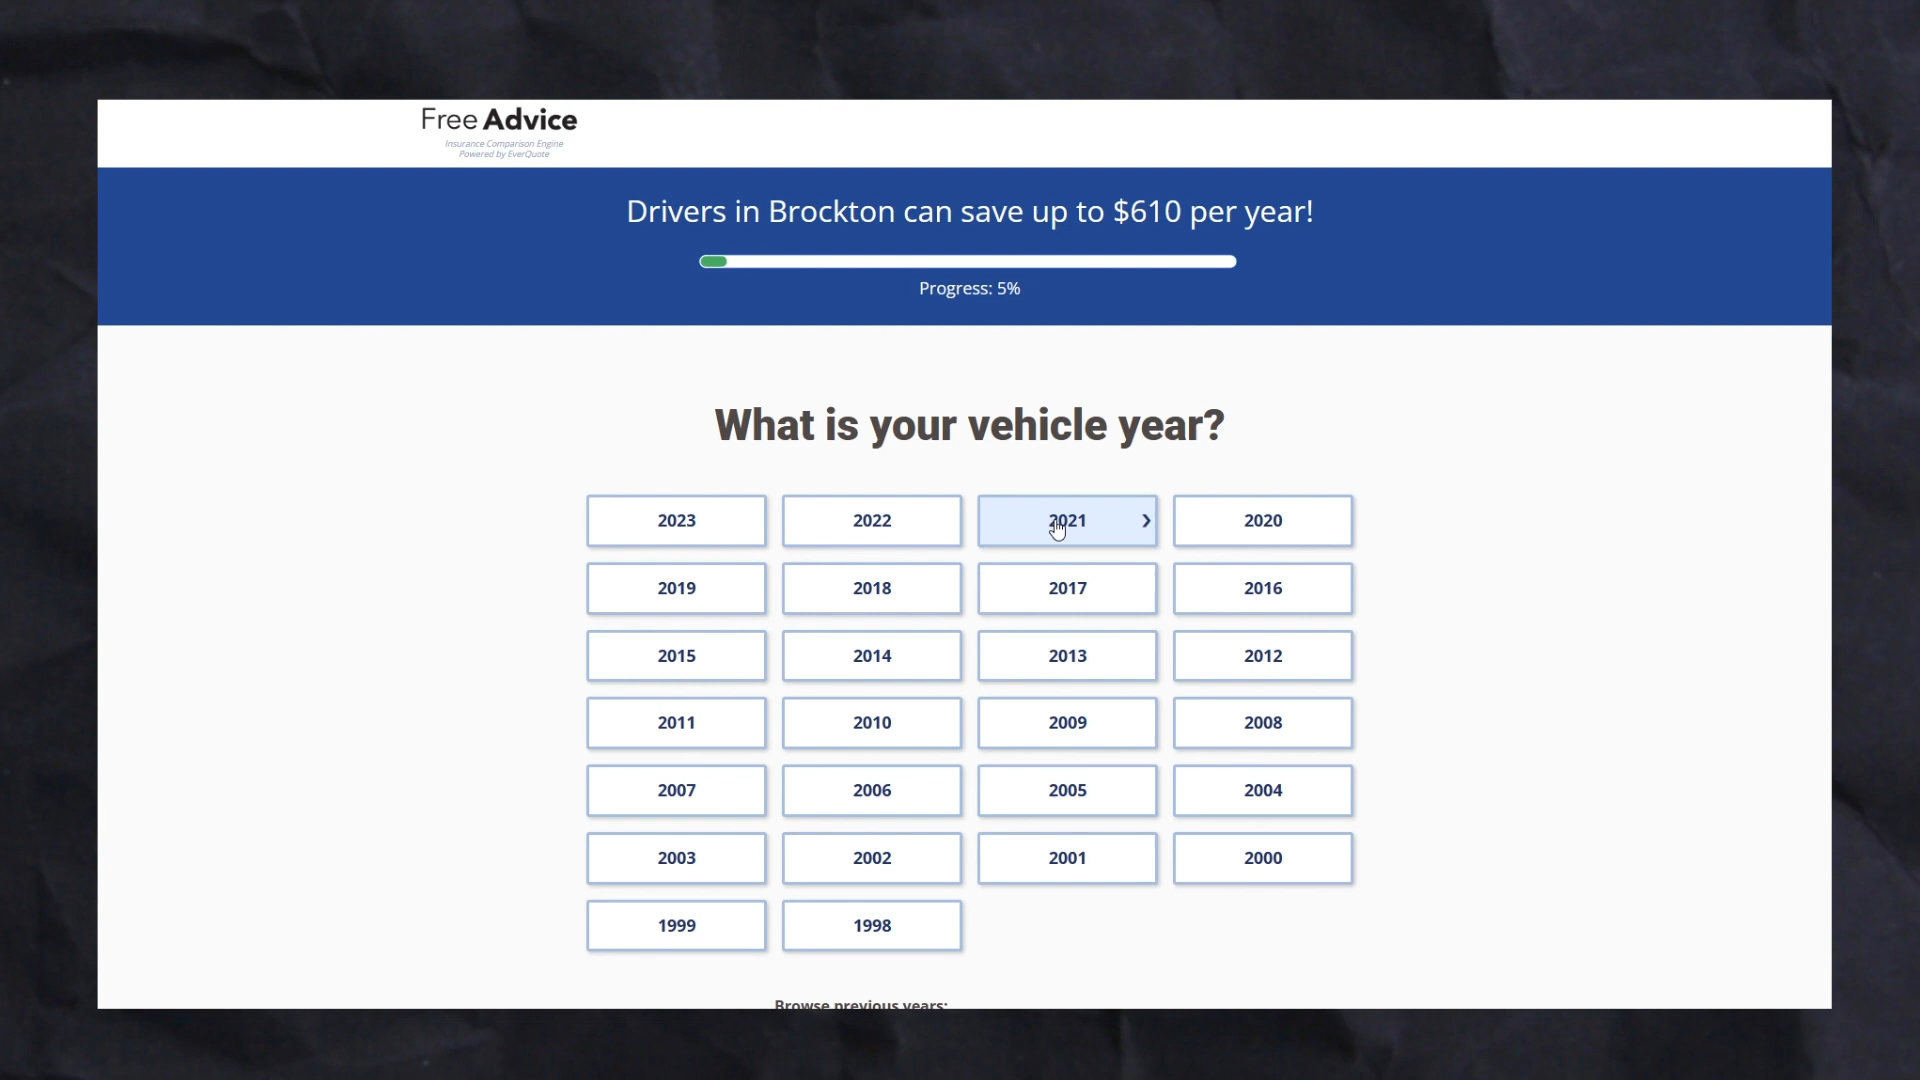 Free Advice
Insurance Comparison Engine
Powered by EverQuote
Drivers in Brockton can save up to $610 per year!
Progress: 5%
What is your vehicle year?
2023 2022 2021 2020
2019 2018 2017 2016
2015 2014 2013 2012
2011 2010 2009 2008
2007 2006 2005 2004
2003 2002 2001 2000
1999 1998
Browse previous years: